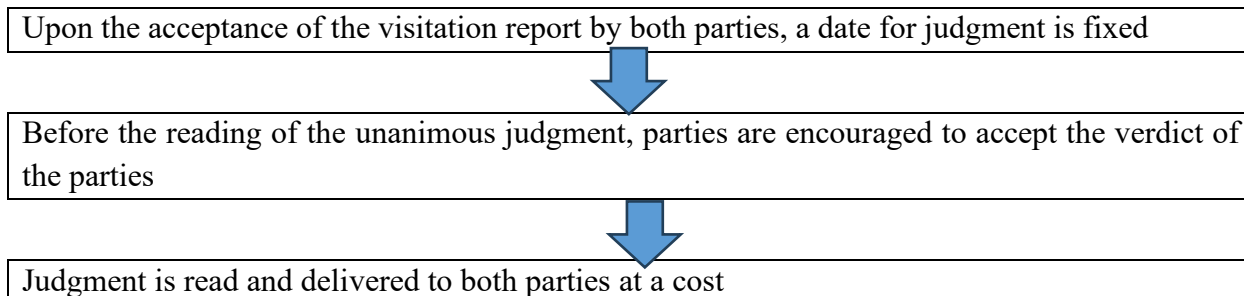 Upon the acceptance of the visitation report by both parties, a date for judgment is fixed
Before the reading of the unanimous judgment, parties are encouraged to accept the verdict of
the parties
Judgment is read and delivered to both parties at a cost